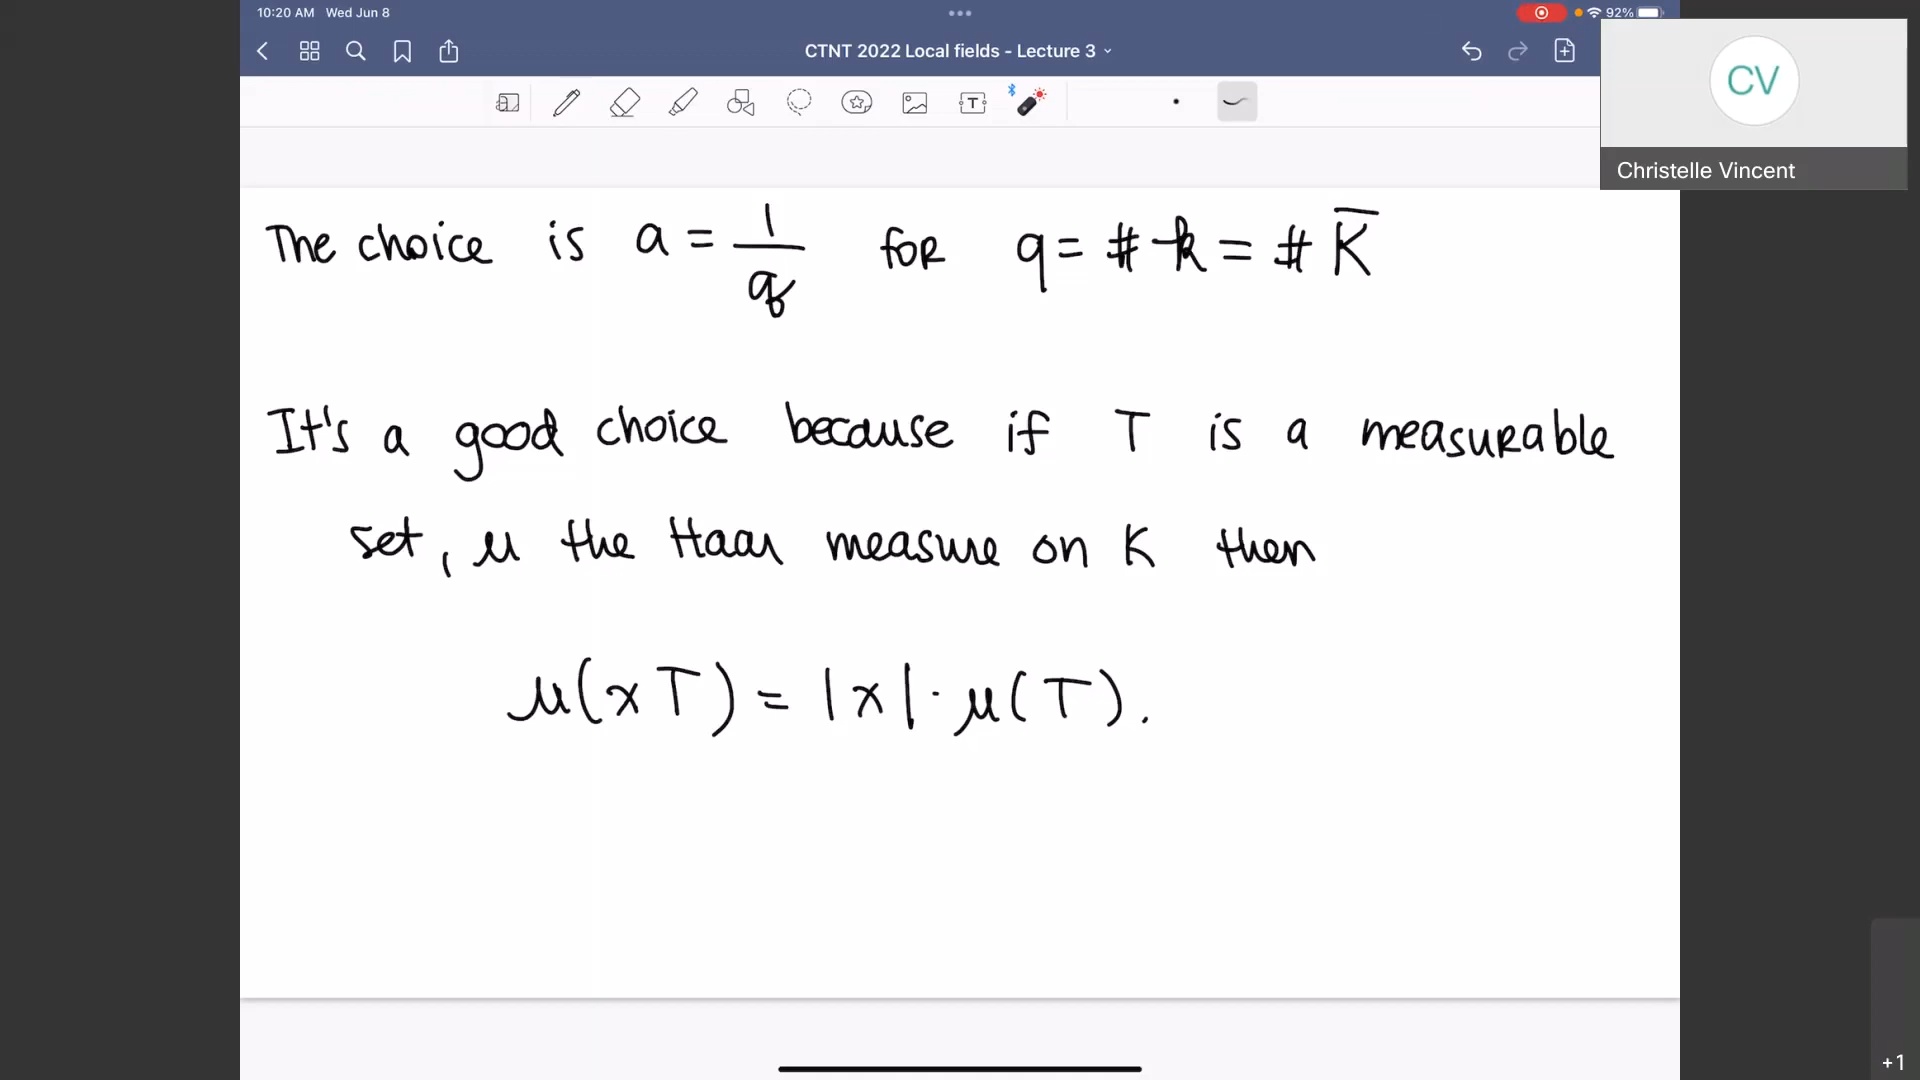 10:20 AM Wed Jun 8
92%
CTNT 2022 Local fields - Lecture 3
T
CV
Christelle Vincent
The choice is a = 1/q for q = # k = # K̅
It's a good choice because if T is a measurable
set, μ the Haar measure on K then
μ(xT) = |x| · μ(T).
+1